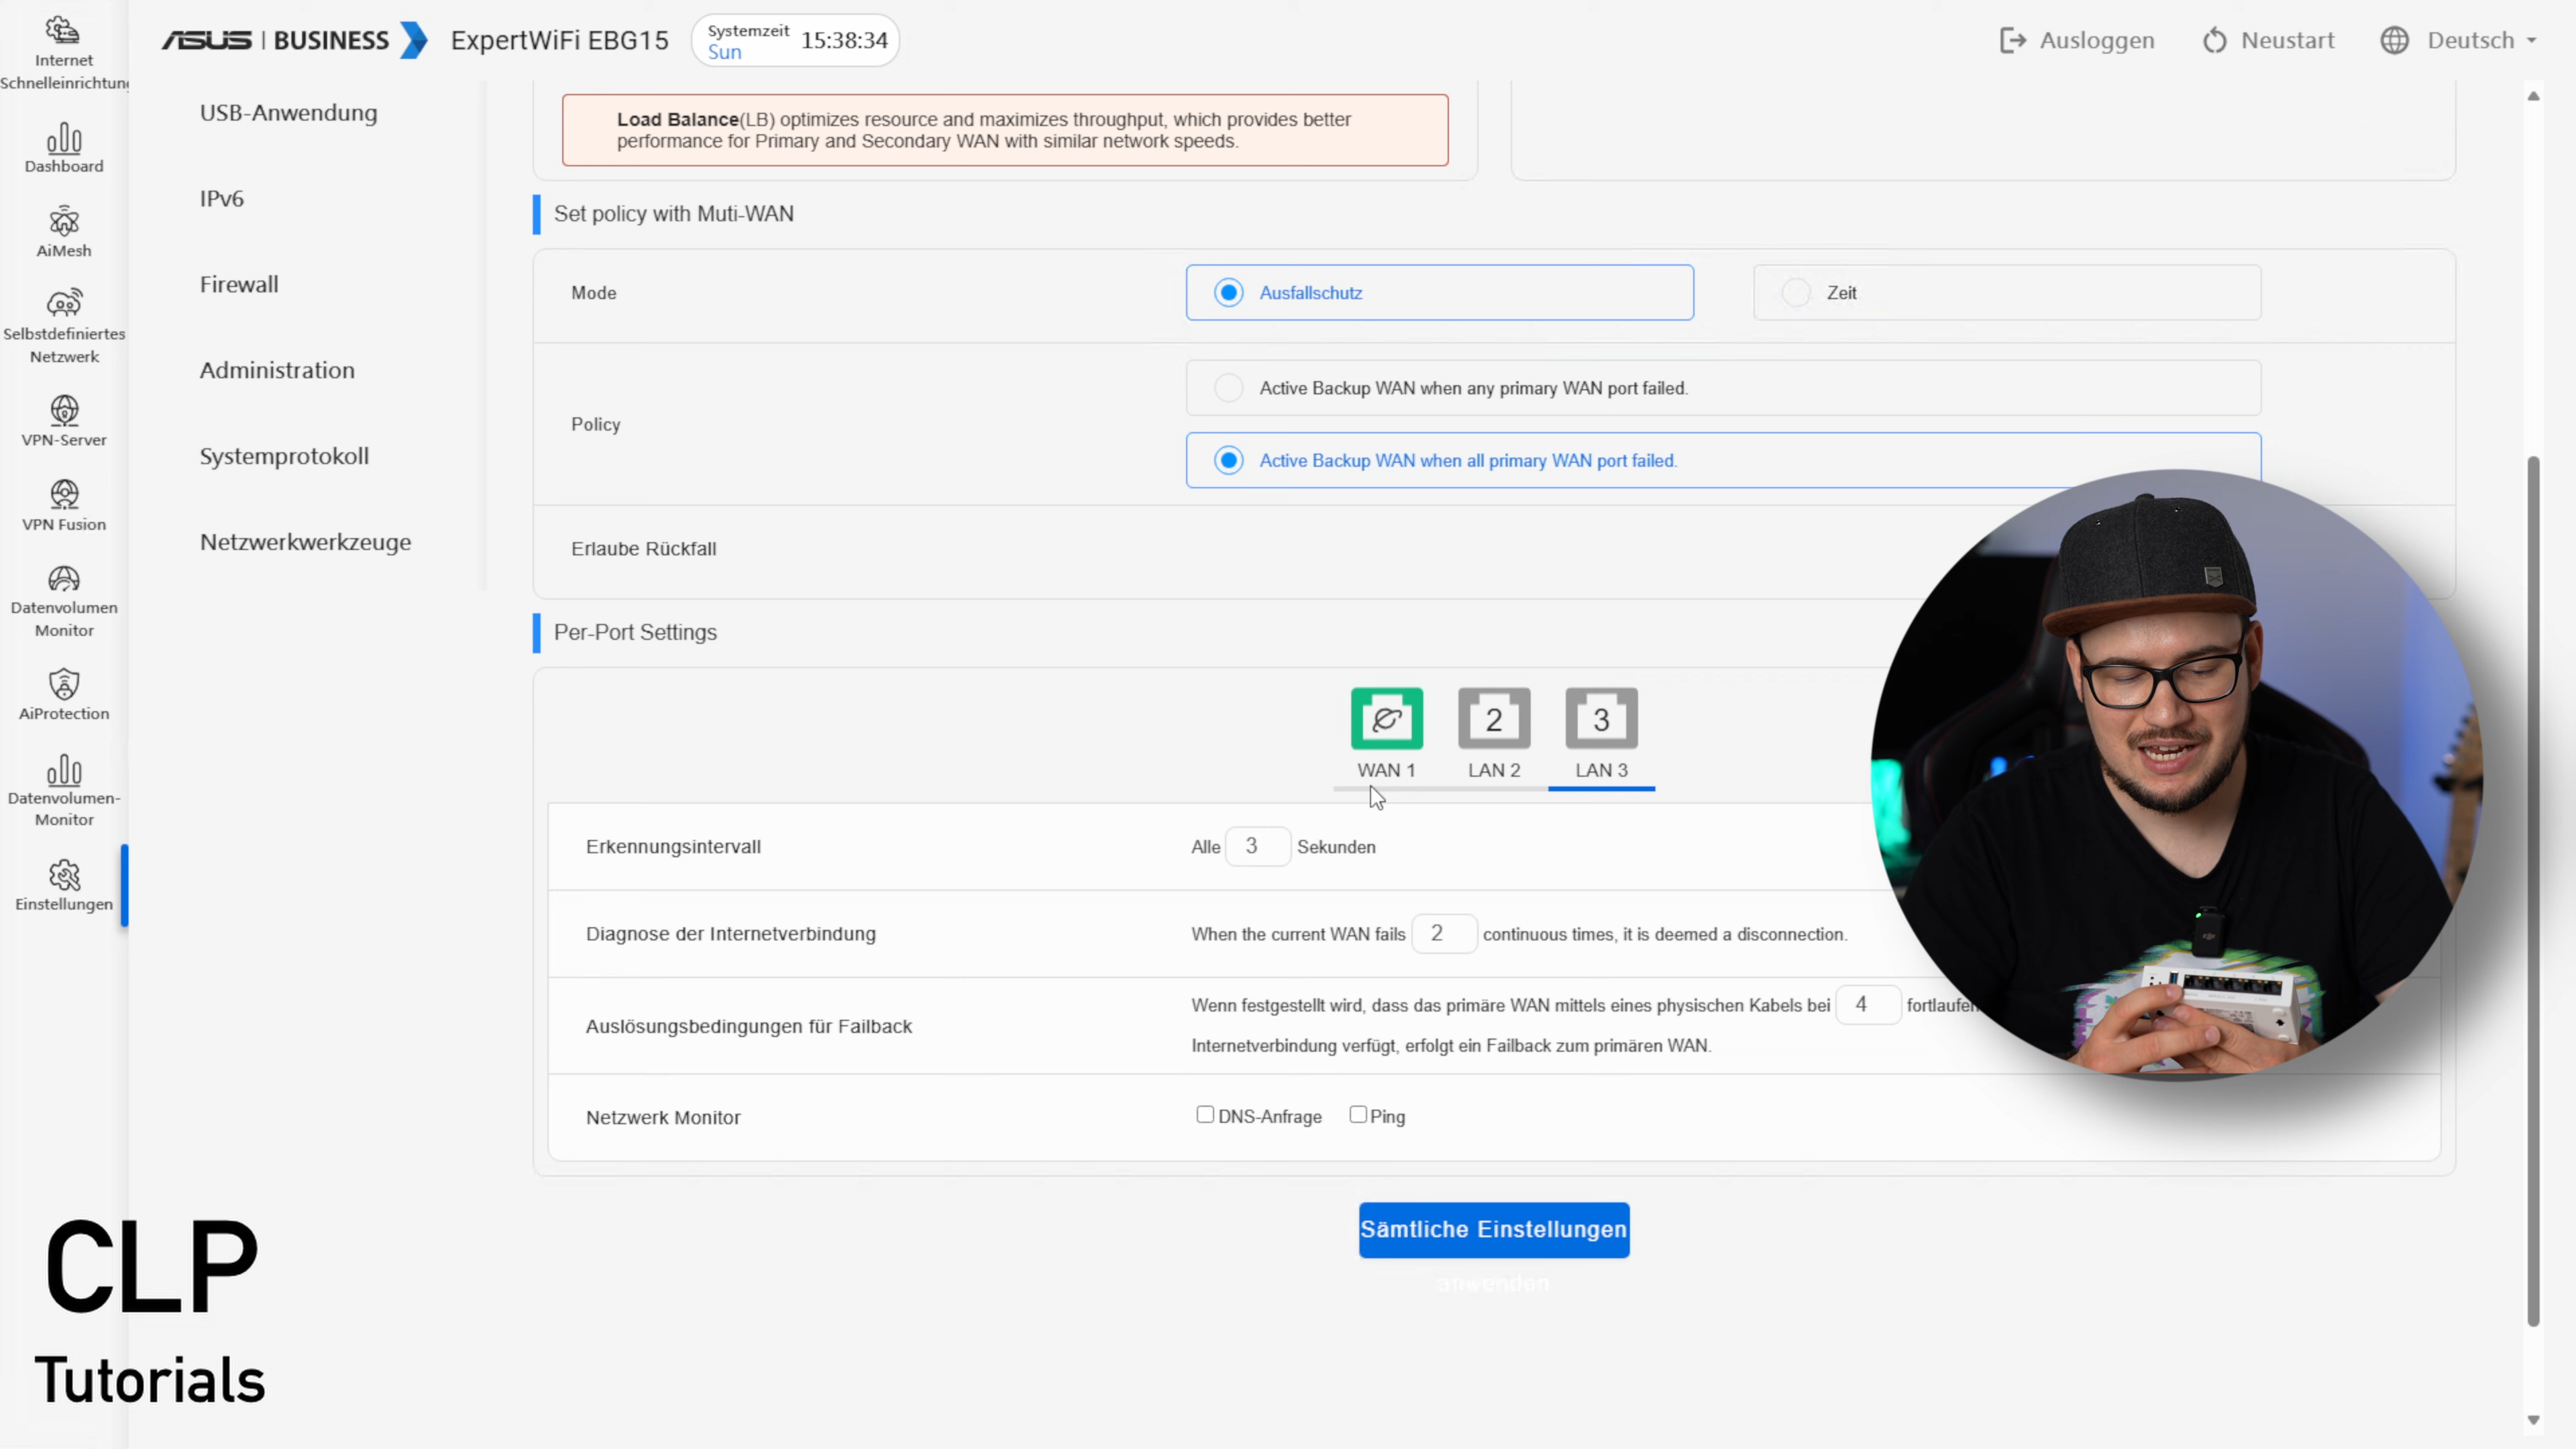 Internet
Schnelleinrichtung
Dashboard
AiMesh
Selbstdefiniertes
Netzwerk
VPN-Server
VPN Fusion
Datenvolumen
Monitor
AiProtection
Datenvolumen-
Monitor
Einstellungen
ASUS | BUSINESS
ExpertWiFi EBG15
Systemzeit
Sun
15:38:34
Ausloggen
Neustart
Deutsch
USB-Anwendung
IPv6
Firewall
Administration
Systemprotokoll
Netzwerkwerkzeuge
Load Balance(LB) optimizes resource and maximizes throughput, which provides better
performance for Primary and Secondary WAN with similar network speeds.
Set policy with Muti-WAN
Mode
Ausfallschutz
Zeit
Policy
Active Backup WAN when any primary WAN port failed.
Active Backup WAN when all primary WAN port failed.
Erlaube Rückfall
Per-Port Settings
2
3
WAN 1
LAN 2
LAN 3
Erkennungsintervall
Alle 3 Sekunden
Diagnose der Internetverbindung
When the current WAN fails 2 continuous times, it is deemed a disconnection.
Auslösungsbedingungen für Failback
Wenn festgestellt wird, dass das primäre WAN mittels eines physischen Kabels bei 4
Internetverbindung verfügt, erfolgt ein Failback zum primären WAN.
Netzwerk Monitor
DNS-Anfrage
Ping
Sämtliche Einstellungen
anwenden
CLP
Tutorials